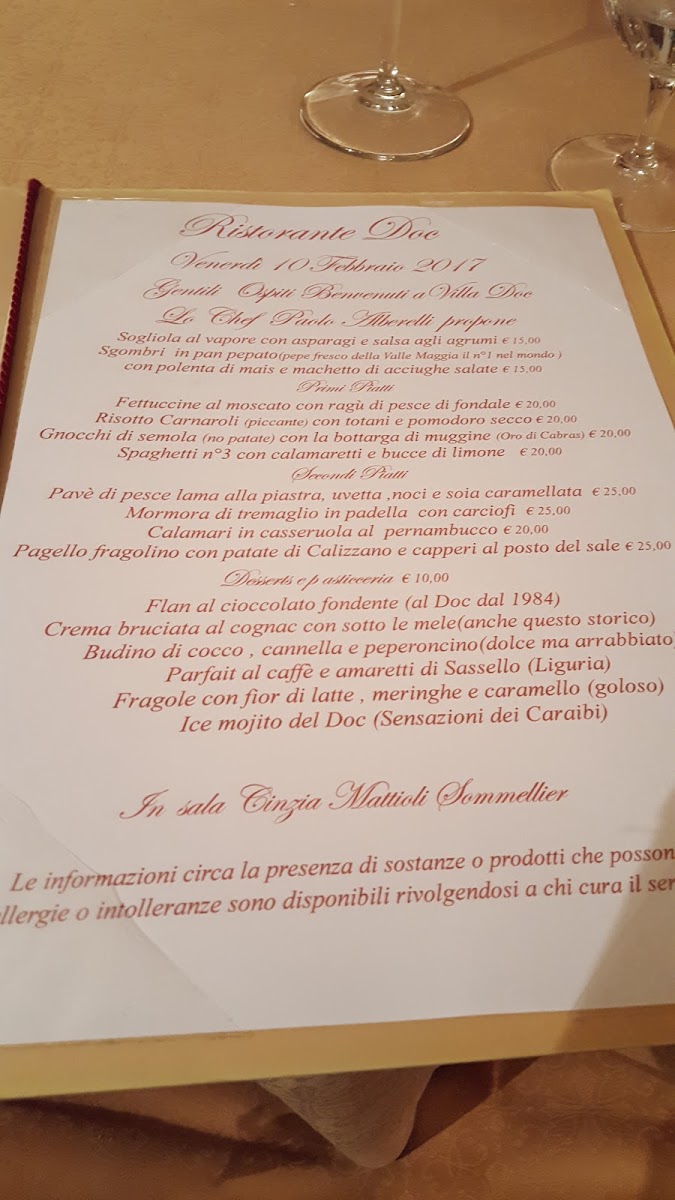 Ristorante Doc
Venerdì 10 Febbraio 2017
Gentili Ospiti Benvenuti a Villa Doc
Lo Chef Paolo Alberelli propone
Sogliola al vapore con asparagi e salsa agli agrumi € 15,00
Sgombri in pan pepato(pepe fresco della Valle Maggia il n°1 nel mondo )
con polenta di mais e machetto di acciughe salate € 15,00
Primi Piatti
Fettuccine al moscato con ragù di pesce di fondale € 20,00
Risotto Carnaroli (piccante) con totani e pomodoro secco € 20,00
Gnocchi di semola (no patate) con la bottarga di muggine (Oro di Cabras) € 20,00
Spaghetti n°3 con calamaretti e bucce di limone € 20,00
Secondi Piatti
Pavè di pesce lama alla piastra, uvetta ,noci e soia caramellata € 25,00
Mormora di tremaglio in padella con carciofi € 25,00
Calamari in casseruola al pernambucco € 20,00
Pagello fragolino con patate di Calizzano e capperi al posto del sale € 25,00
Desserts e p asticceria € 10,00
Flan al cioccolato fondente (al Doc dal 1984)
Crema bruciata al cognac con sotto le mele(anche questo storico)
Budino di cocco , cannella e peperoncino(dolce ma arrabbiato)
Parfait al caffè e amaretti di Sassello (Liguria)
Fragole con fior di latte , meringhe e caramello (goloso)
Ice mojito del Doc (Sensazioni dei Caraibi)
In sala Cinzia Mattioli Sommellier
Le informazioni circa la presenza di sostanze o prodotti che posson
llergie o intolleranze sono disponibili rivolgendosi a chi cura il ser